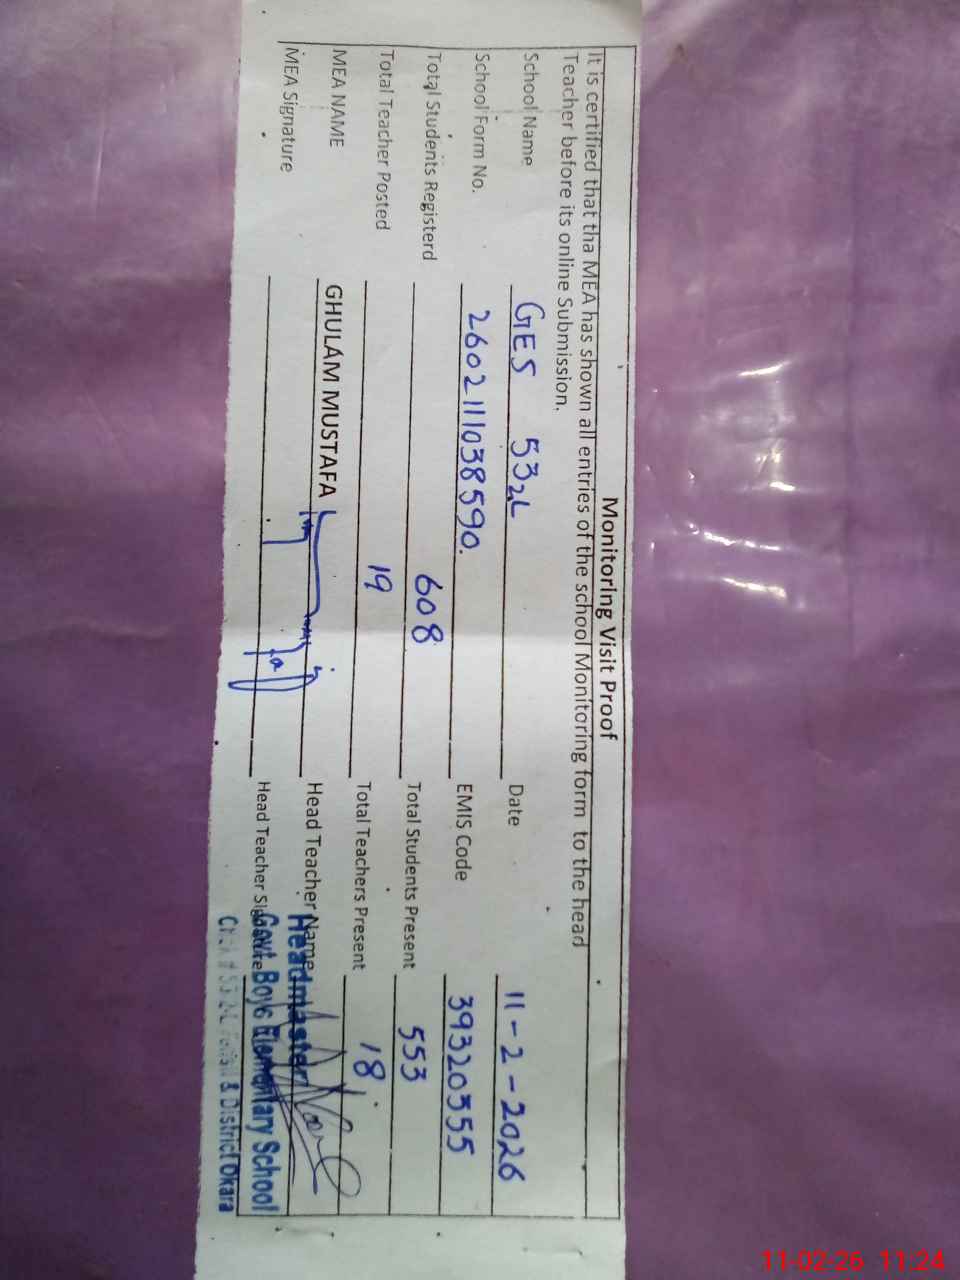 Monitoring Visit Proof
It is certified that tha MEA has shown all entries of the school Monitoring form to the head
Teacher before its online Submission.
School Name GES 53 2L Date 11-2-2026
School Form No. 260211038590. EMIS Code 39320355
Total Students Registerd 608 Total Students Present 553
Total Teacher Posted 19 Total Teachers Present 18
MEA NAME GHULAM MUSTAFA Head Teacher Name
MEA Signature Head Teacher Signature
Headmaster
Govt. Boys Elementary School
& District Okara
11-02-26 11:24